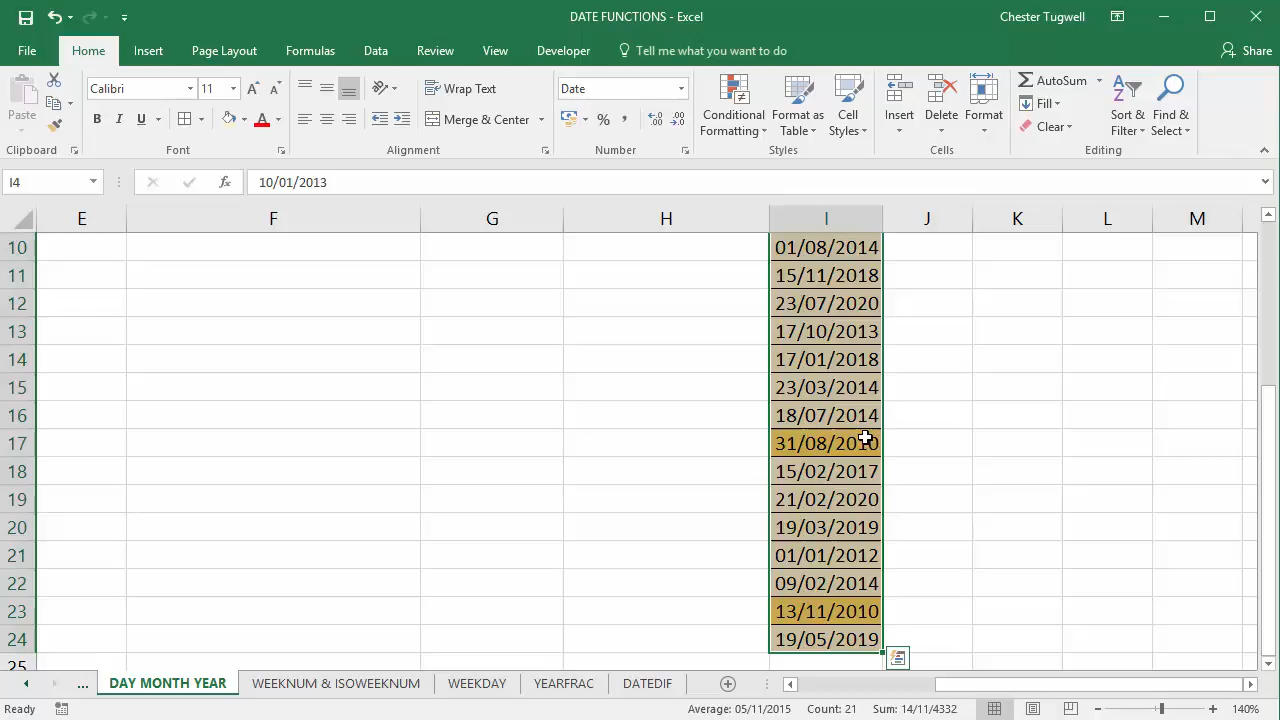 DATE FUNCTIONS - Excel
Chester Tugwell
File Home Insert Page Layout Formulas Data Review View Developer Tell me what you want to do Share
Paste
Clipboard
Calibri 11
B I U
Font
Wrap Text
Merge & Center
Alignment
Date
%
Number
Conditional Formatting
Format as Table
Cell Styles
Styles
Insert
Delete
Format
Cells
AutoSum
Fill
Clear
Sort & Filter
Find & Select
Editing
I4 fx 10/01/2013
E F G H I J K L M
10 01/08/2014
11 15/11/2018
12 23/07/2020
13 17/10/2013
14 17/01/2018
15 23/03/2014
16 18/07/2014
17 31/08/2010
18 15/02/2017
19 21/02/2020
20 19/03/2019
21 01/01/2012
22 09/02/2014
23 13/11/2010
24 19/05/2019
25
... DAY MONTH YEAR WEEKNUM & ISOWEEKNUM WEEKDAY YEARFRAC DATEDIF
Ready Average: 05/11/2015 Count: 21 Sum: 14/11/4332 140%